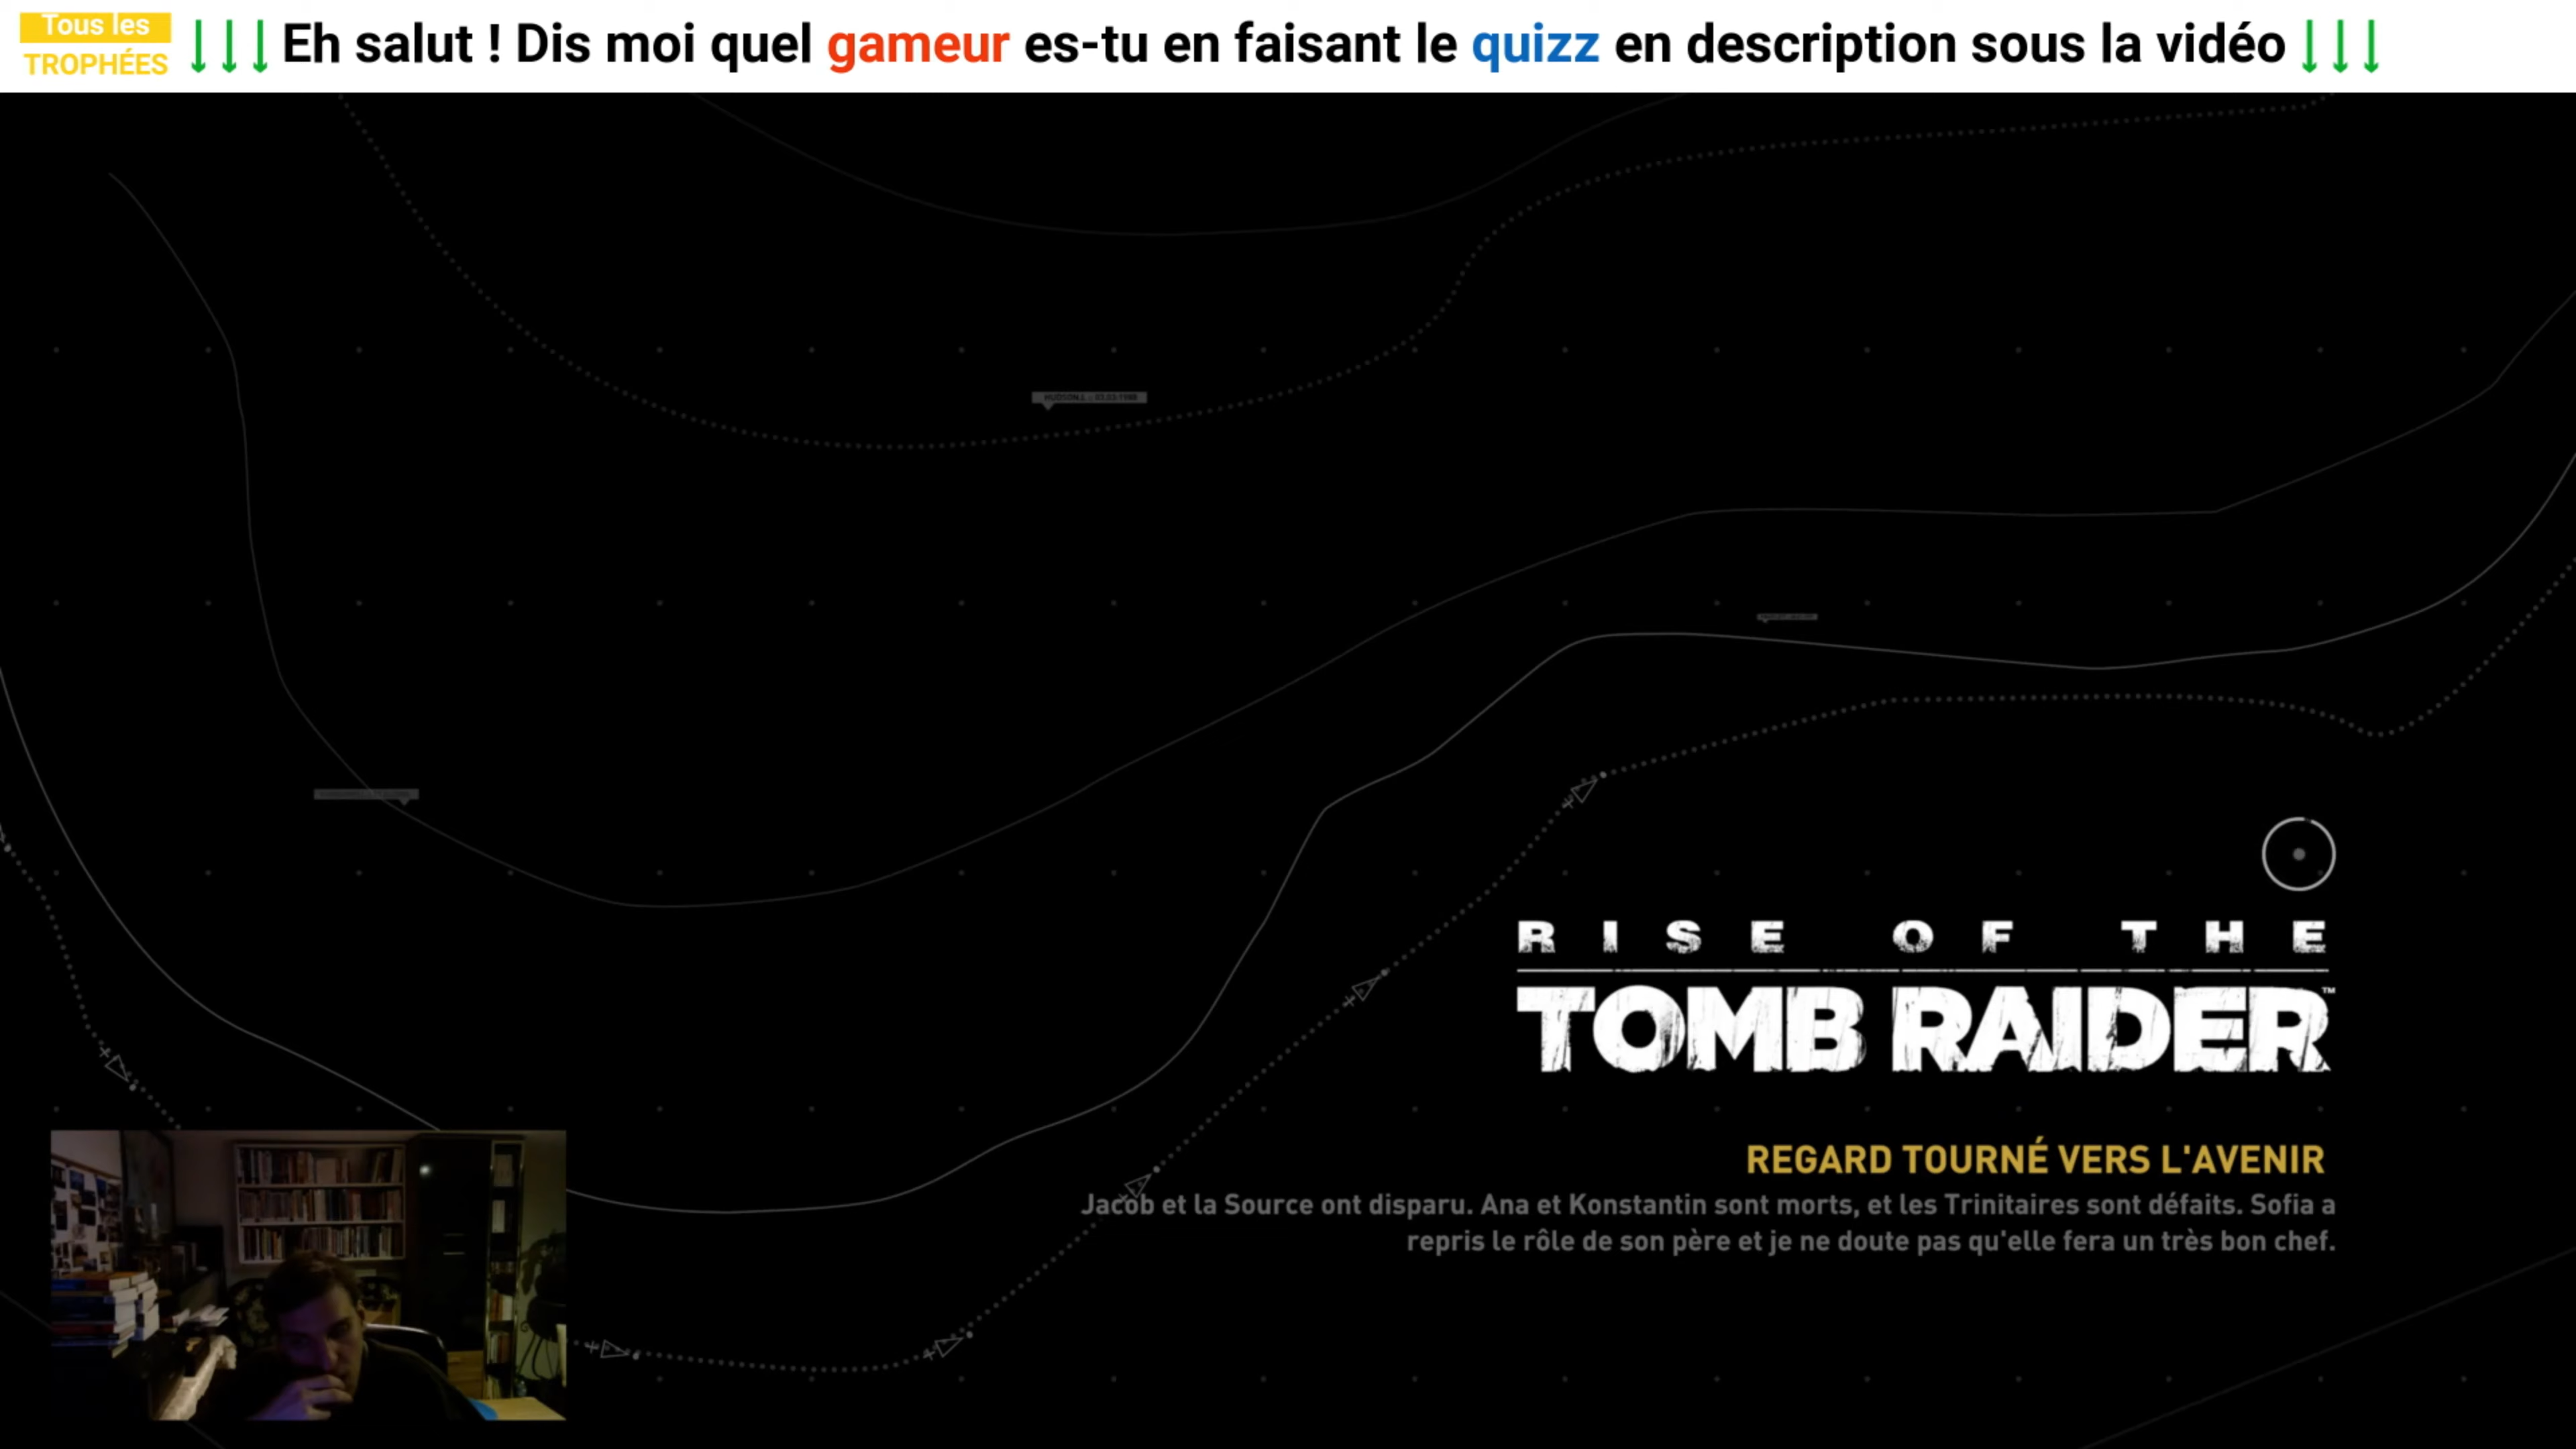 Tous les
TROPHÉES
Eh salut ! Dis moi quel gameur es-tu en faisant le quizz en description sous la vidéo
RISE OF THE
TOMB RAIDER™
REGARD TOURNÉ VERS L'AVENIR
Jacob et la Source ont disparu. Ana et Konstantin sont morts, et les Trinitaires sont défaits. Sofia a
repris le rôle de son père et je ne doute pas qu'elle fera un très bon chef.